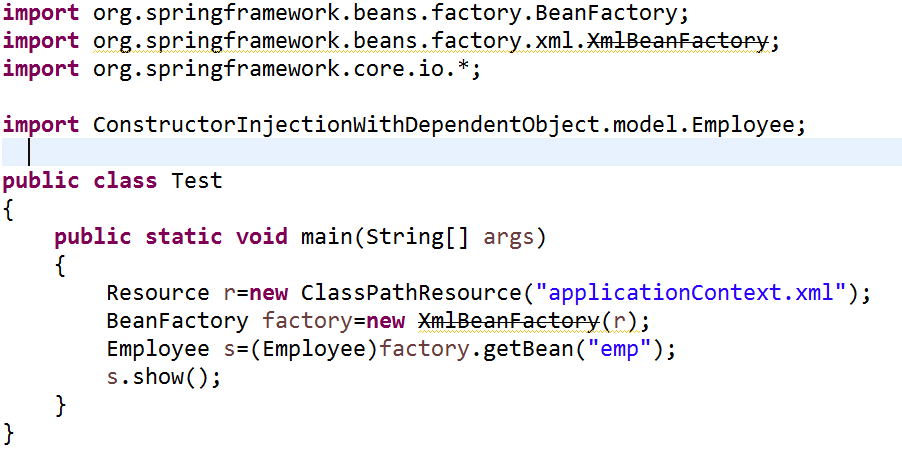 import org.springframework.beans.factory.BeanFactory;
import org.springframework.beans.factory.xml.XmlBeanFactory;
import org.springframework.core.io.*;
import ConstructorInjectionWithDependentObject.model.Employee;
public class Test
{
public static void main(String[] args)
{
Resource r=new ClassPathResource("applicationContext.xml");
BeanFactory factory=new XmlBeanFactory(r);
Employee s=(Employee)factory.getBean("emp");
s.show();
}
}